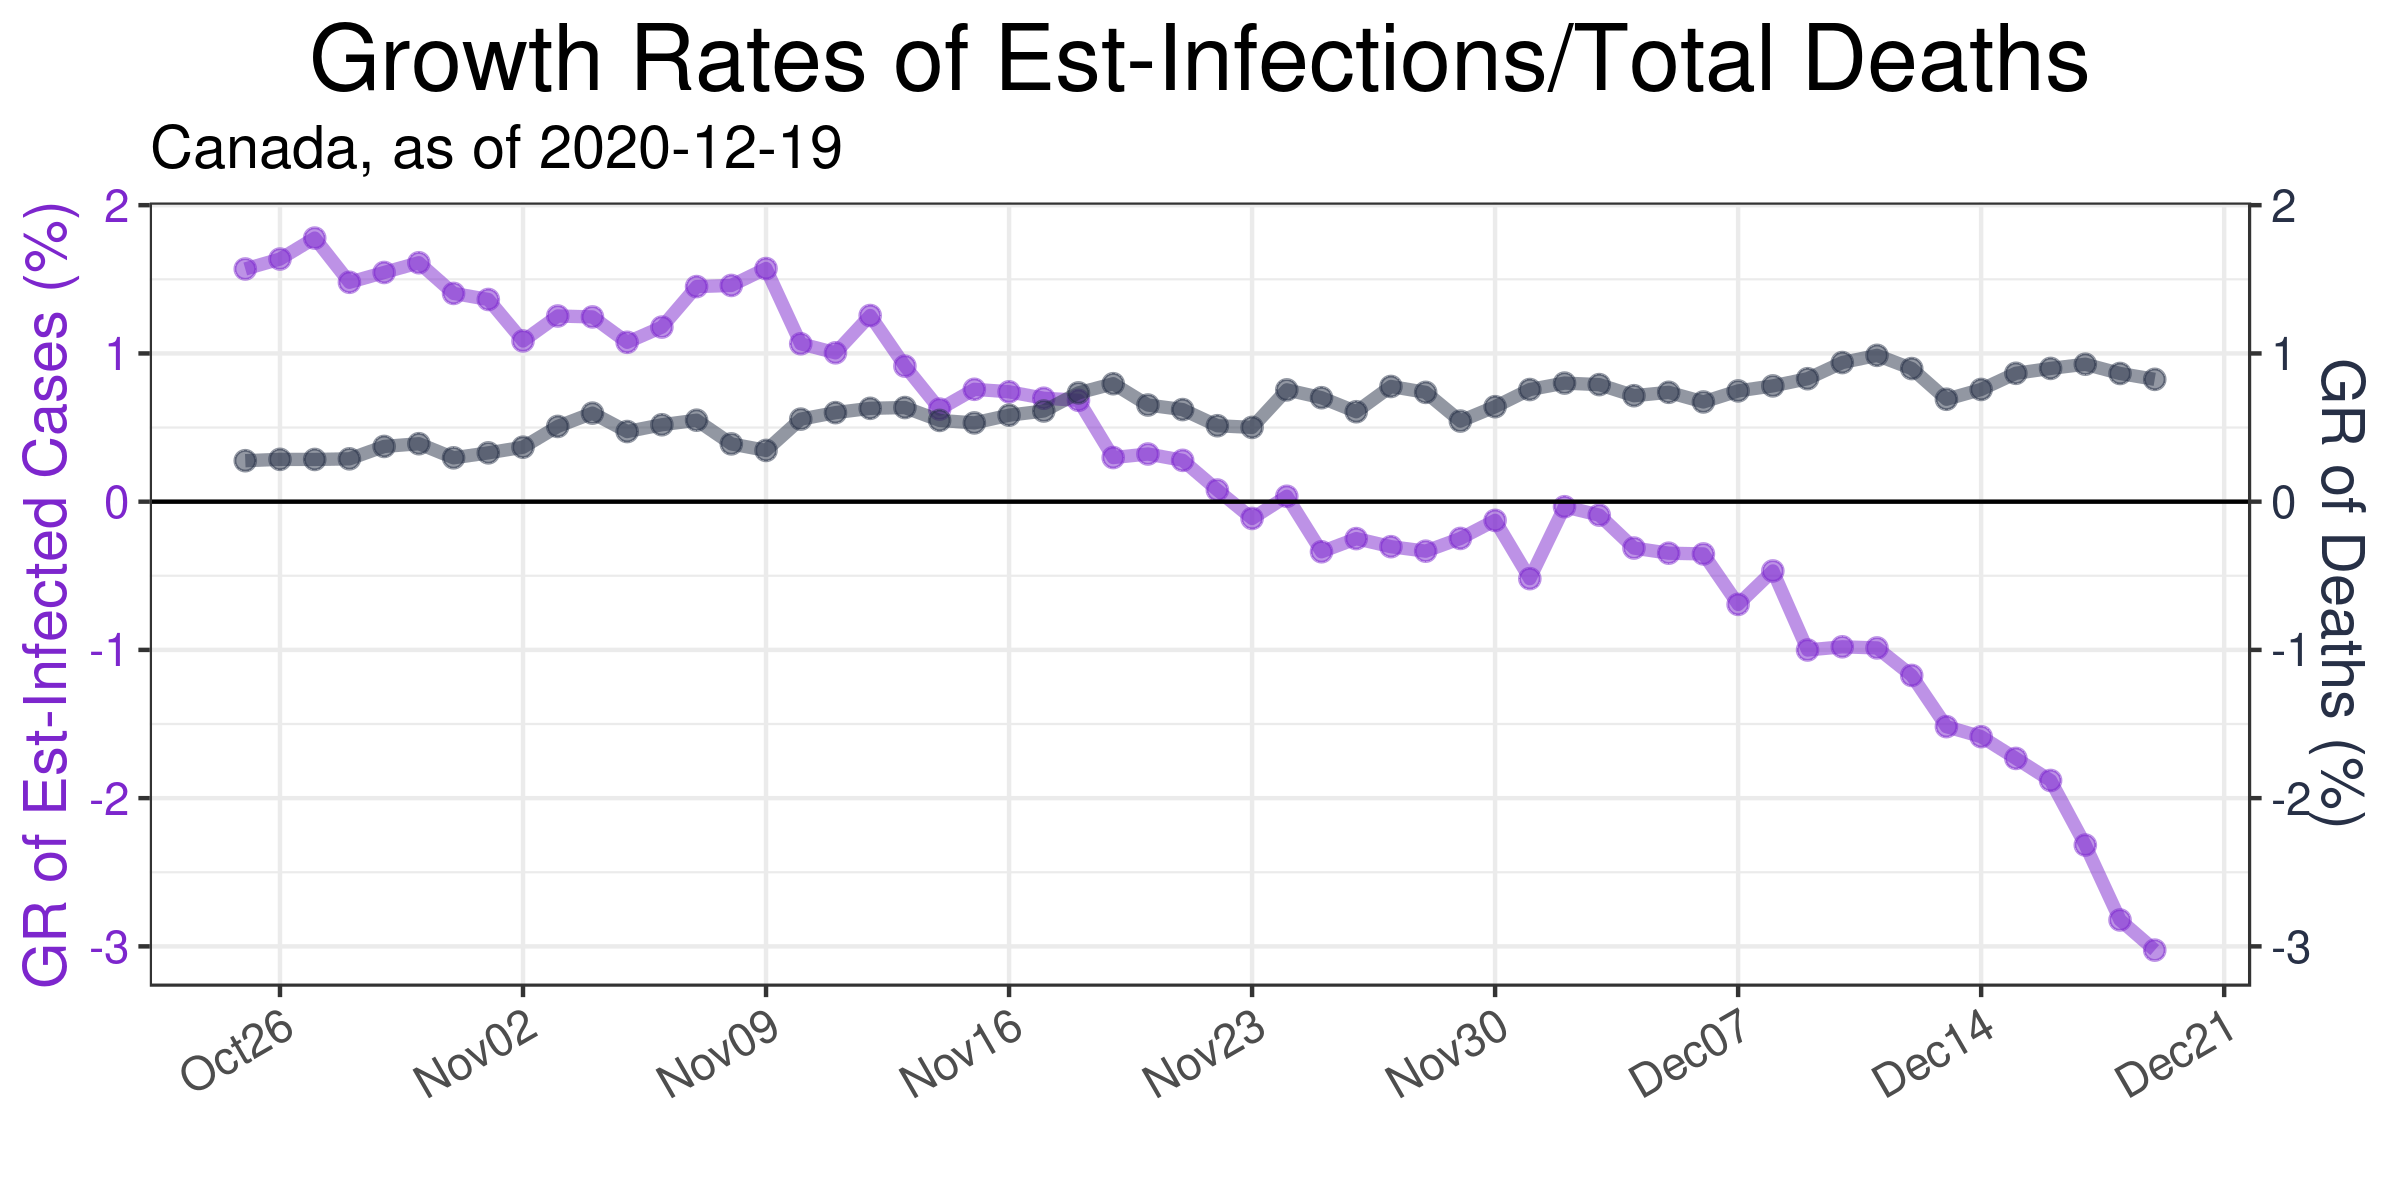 Growth Rates of Est-Infections/Total Deaths
Canada, as of 2020-12-19
GR of Est-Infected Cases (%)
2
1
0
-1
-2
-3
2
1
0
-1
-2
-3
GR of Deaths (%)
Oct26
Nov02
Nov09
Nov16
Nov23
Nov30
Dec07
Dec14
Dec21